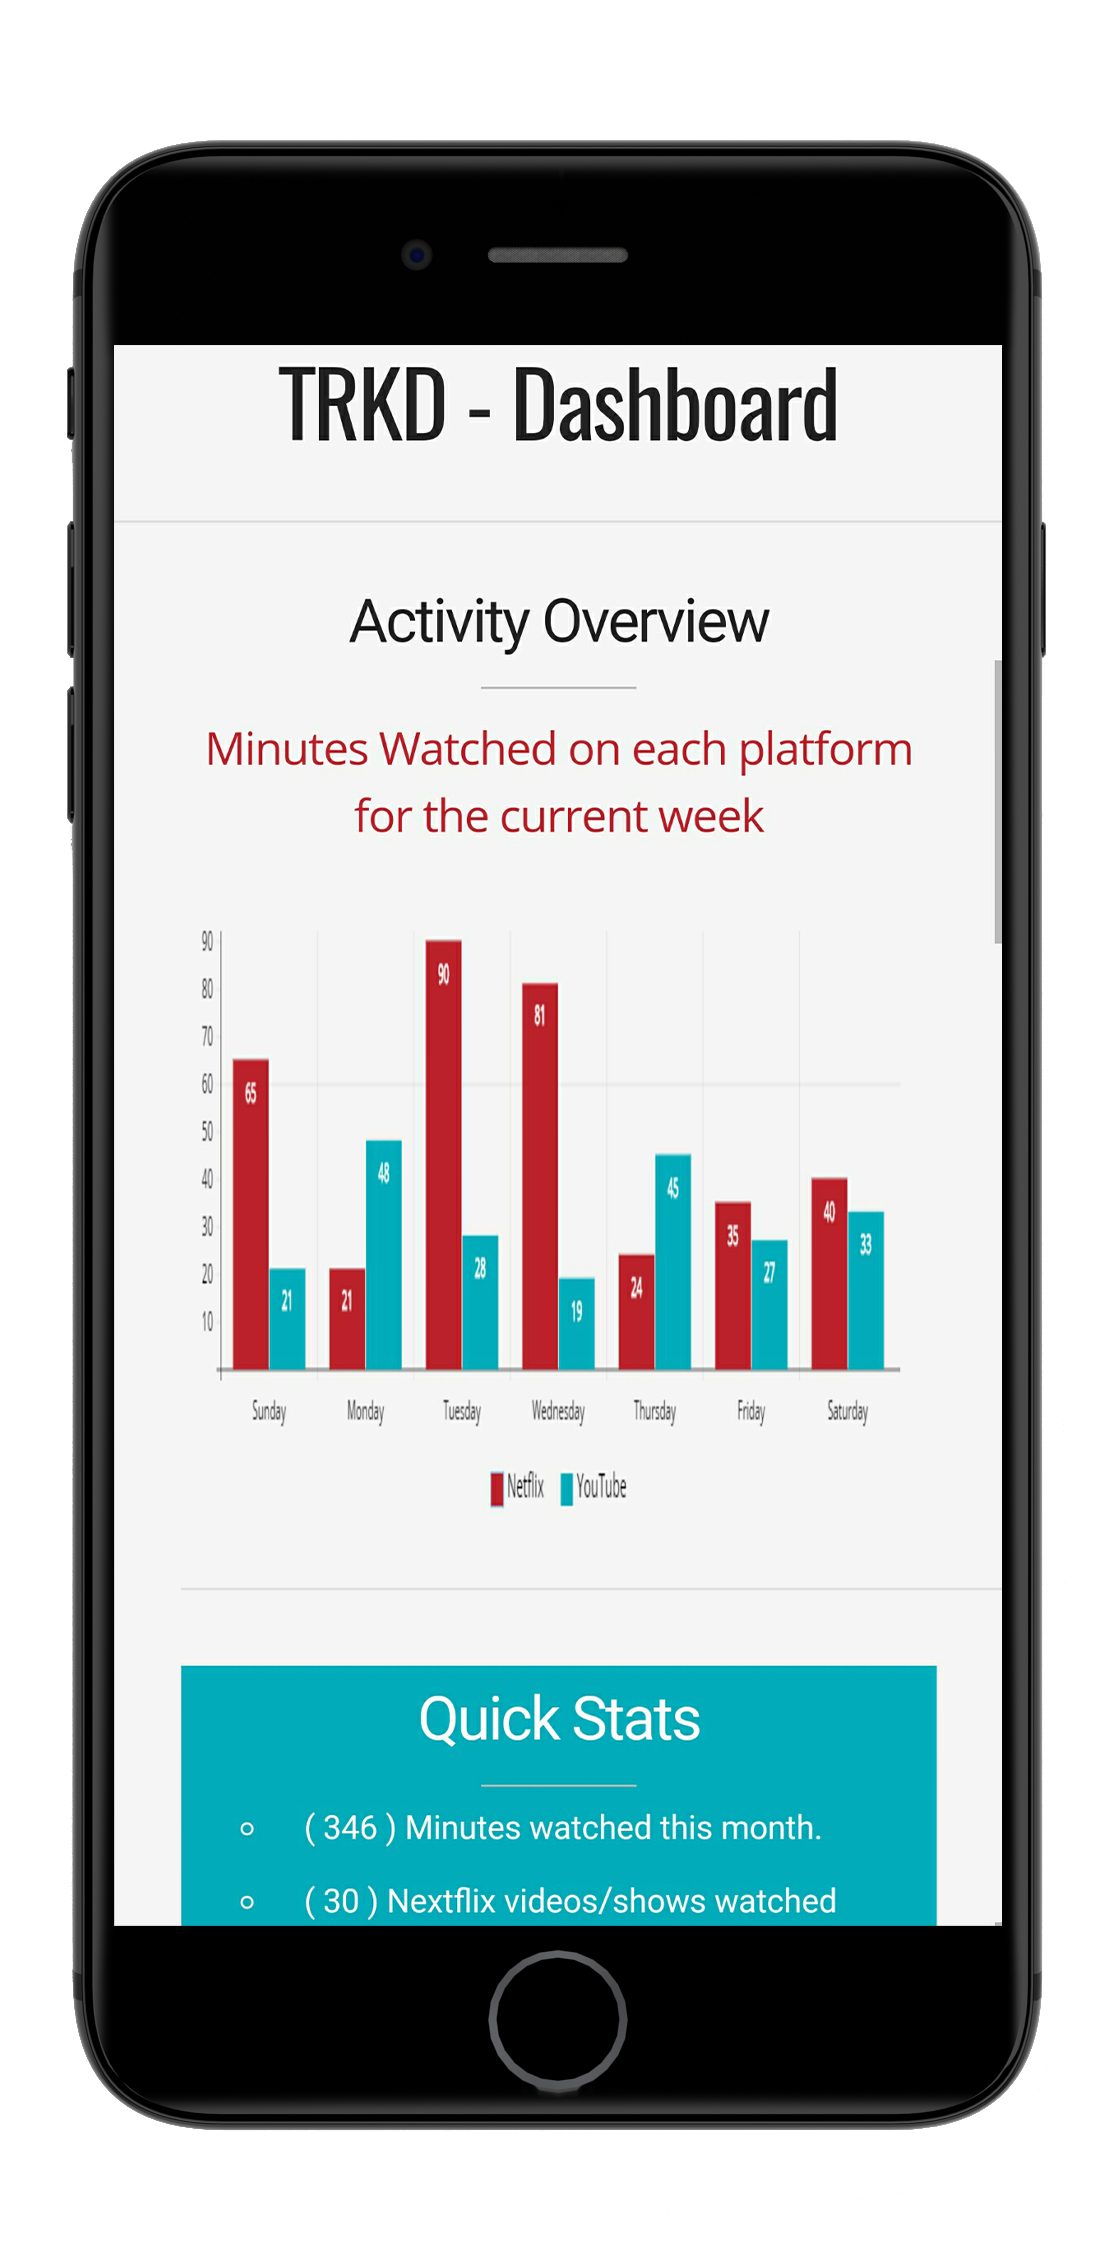 TRKD - Dashboard
Activity Overview
Minutes Watched on each platform
for the current week
90
80
70
60
50
40
30
20
10
65
21
21
48
90
28
81
19
24
45
35
27
40
33
Sunday Monday Tuesday Wednesday Thursday Friday Saturday
Netflix YouTube
Quick Stats
( 346 ) Minutes watched this month.
( 30 ) Nextflix videos/shows watched